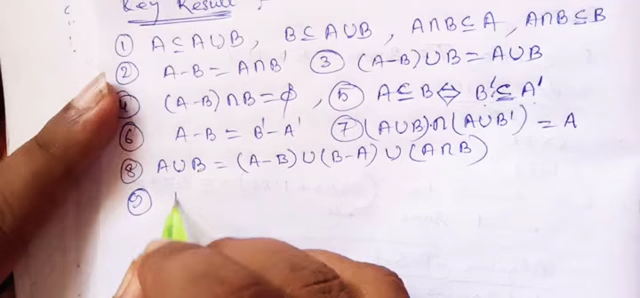 Key Result :
① A⊆A∪B, B⊆A∪B, A∩B⊆A, A∩B⊆B
② A-B = A∩B' ③ (A-B)∪B = A∪B
④ (A-B)∩B = ϕ, ⑤ A⊆B⇔ B'⊆A'
⑥ A-B = B'-A' ⑦ (A∪B)∩(A∪B') = A
⑧ A∪B = (A-B)∪(B-A)∪(A∩B)
⑨